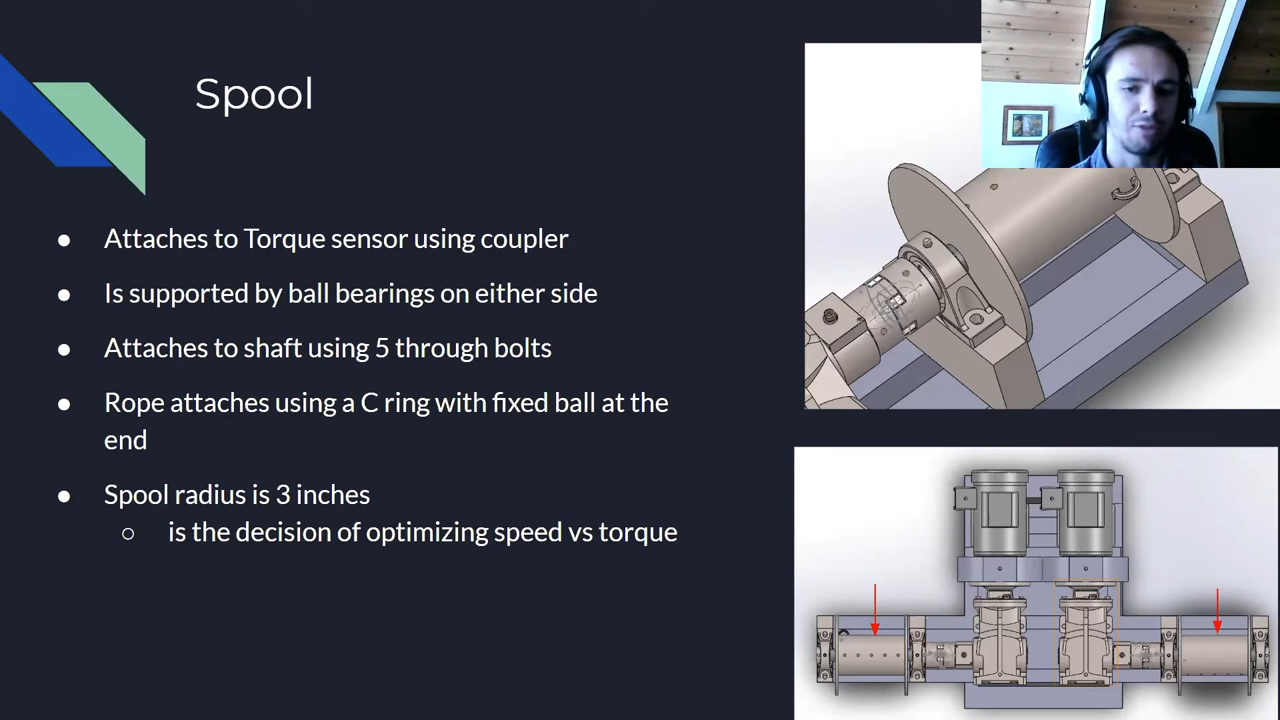 Spool
● Attaches to Torque sensor using coupler
● Is supported by ball bearings on either side
● Attaches to shaft using 5 through bolts
● Rope attaches using a C ring with fixed ball at the
end
● Spool radius is 3 inches
○ is the decision of optimizing speed vs torque